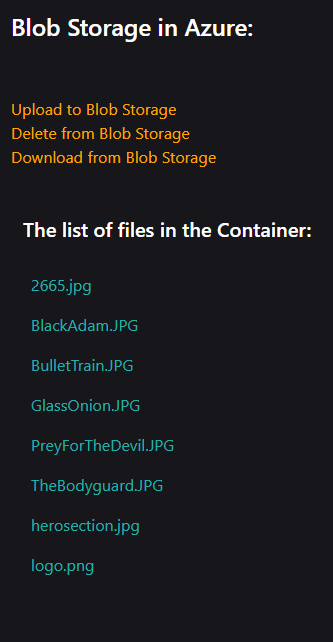 Blob Storage in Azure:
Upload to Blob Storage
Delete from Blob Storage
Download from Blob Storage
The list of files in the Container:
2665.jpg
BlackAdam.JPG
BulletTrain.JPG
GlassOnion.JPG
PreyForTheDevil.JPG
TheBodyguard.JPG
herosection.jpg
logo.png